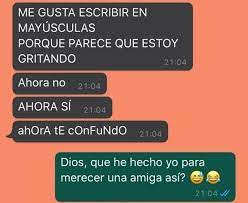 ME GUSTA ESCRIBIR EN
MAYÚSCULAS
PORQUE PARECE QUE ESTOY
GRITANDO
21:04
Ahora no 21:04
AHORA SÍ 21:04
ahOrA tE cOnFuNdO 21:04
Dios, que he hecho yo para
merecer una amiga así? 😅😂
21:04